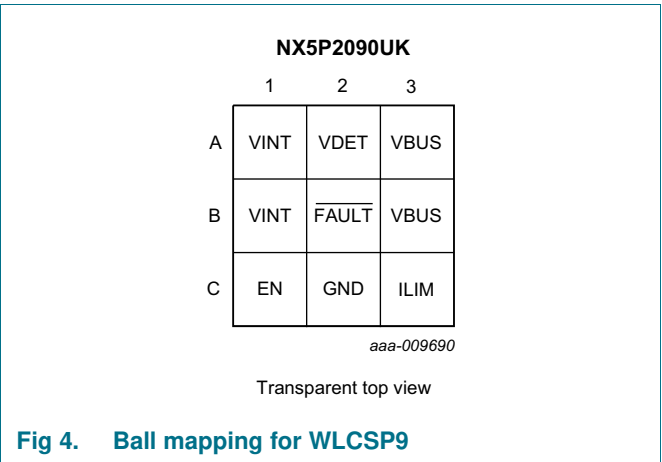 NX5P2090UK
1 2 3
A VINT VDET VBUS
B VINT FAULT VBUS
C EN GND ILIM
aaa-009690
Transparent top view
Fig 4. Ball mapping for WLCSP9